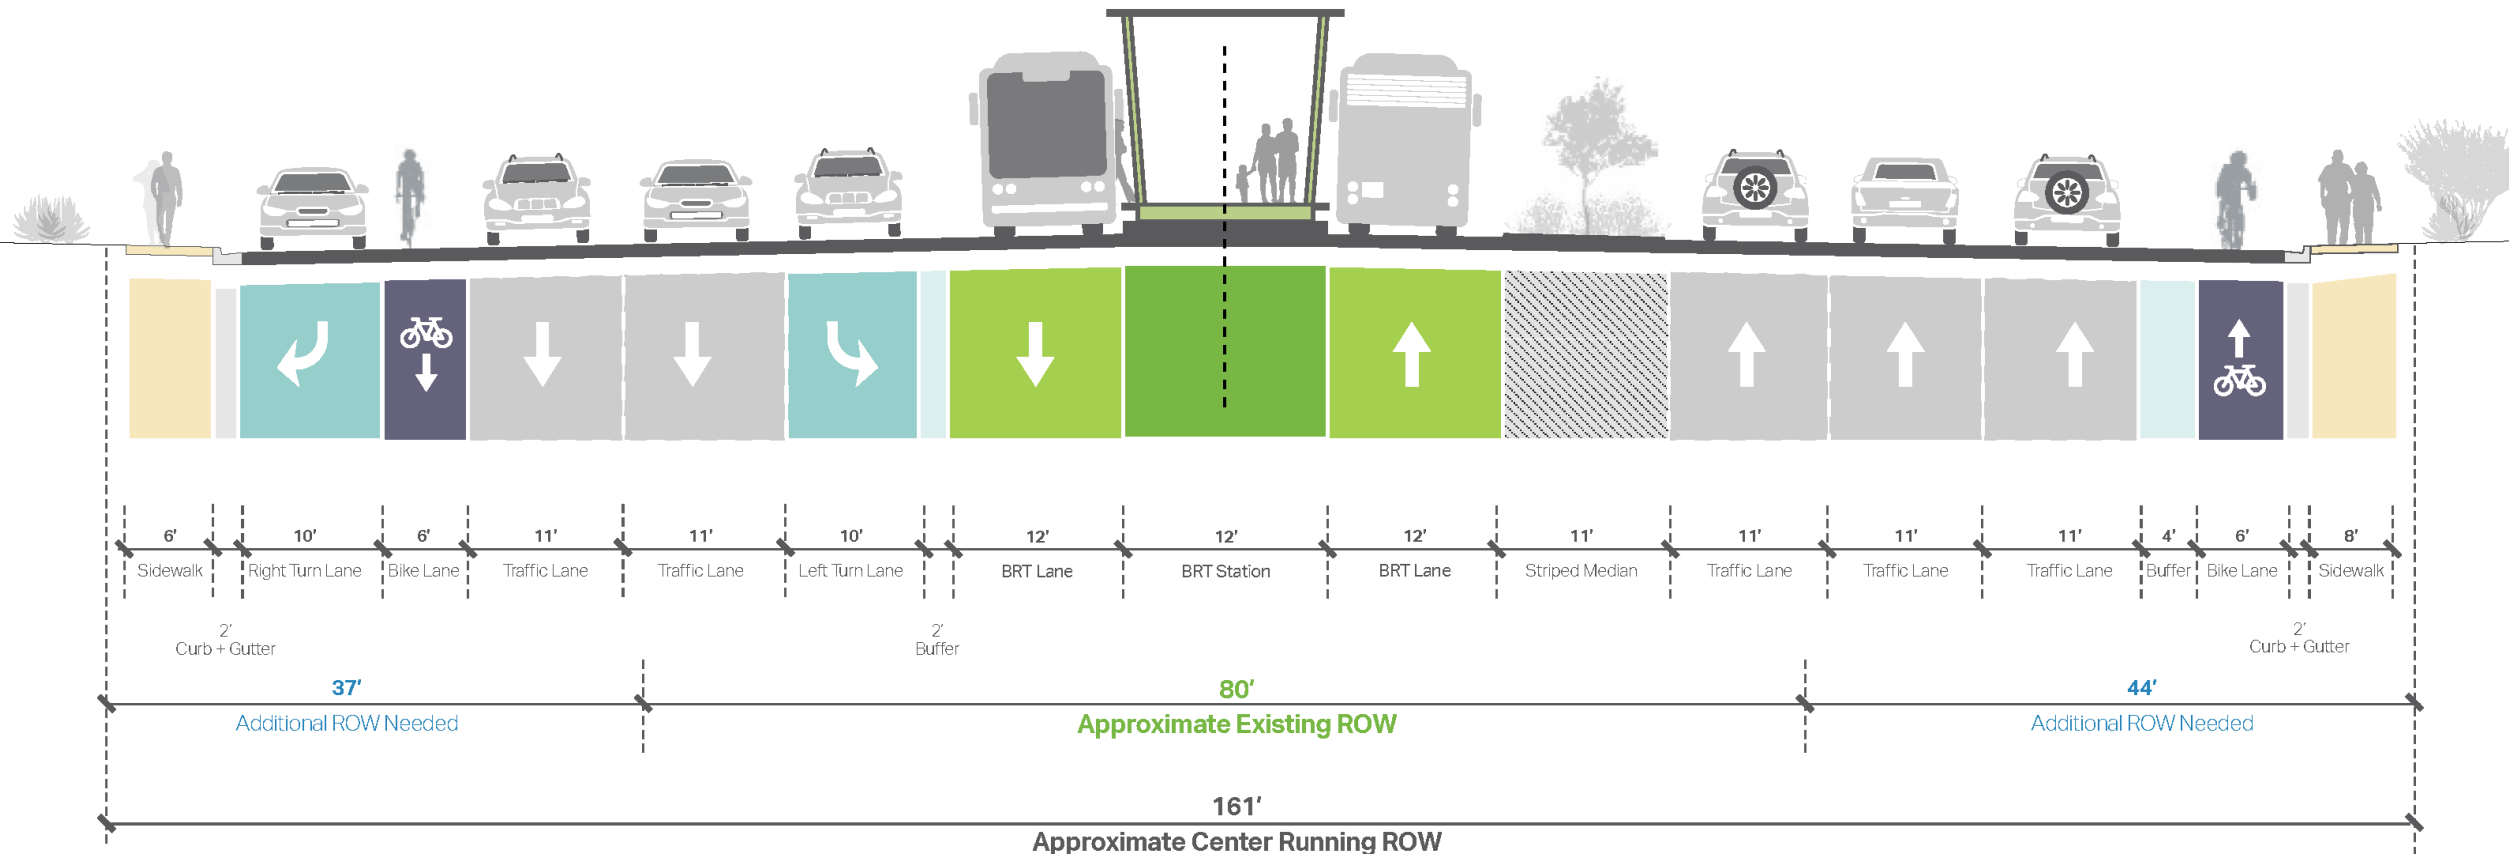 6’ 10’ 6’ 11’ 11’ 10’ 12’ 12’ 12’ 11’ 11’ 11’ 11’ 4’ 6’ 8’
Sidewalk Right Turn Lane Bike Lane Traffic Lane Traffic Lane Left Turn Lane BRT Lane BRT Station BRT Lane Striped Median Traffic Lane Traffic Lane Traffic Lane Buffer Bike Lane Sidewalk
2’ 2’ 2’
Curb + Gutter Buffer Curb + Gutter
37’ 80’ 44’
Additional ROW Needed Approximate Existing ROW Additional ROW Needed
161’
Approximate Center Running ROW